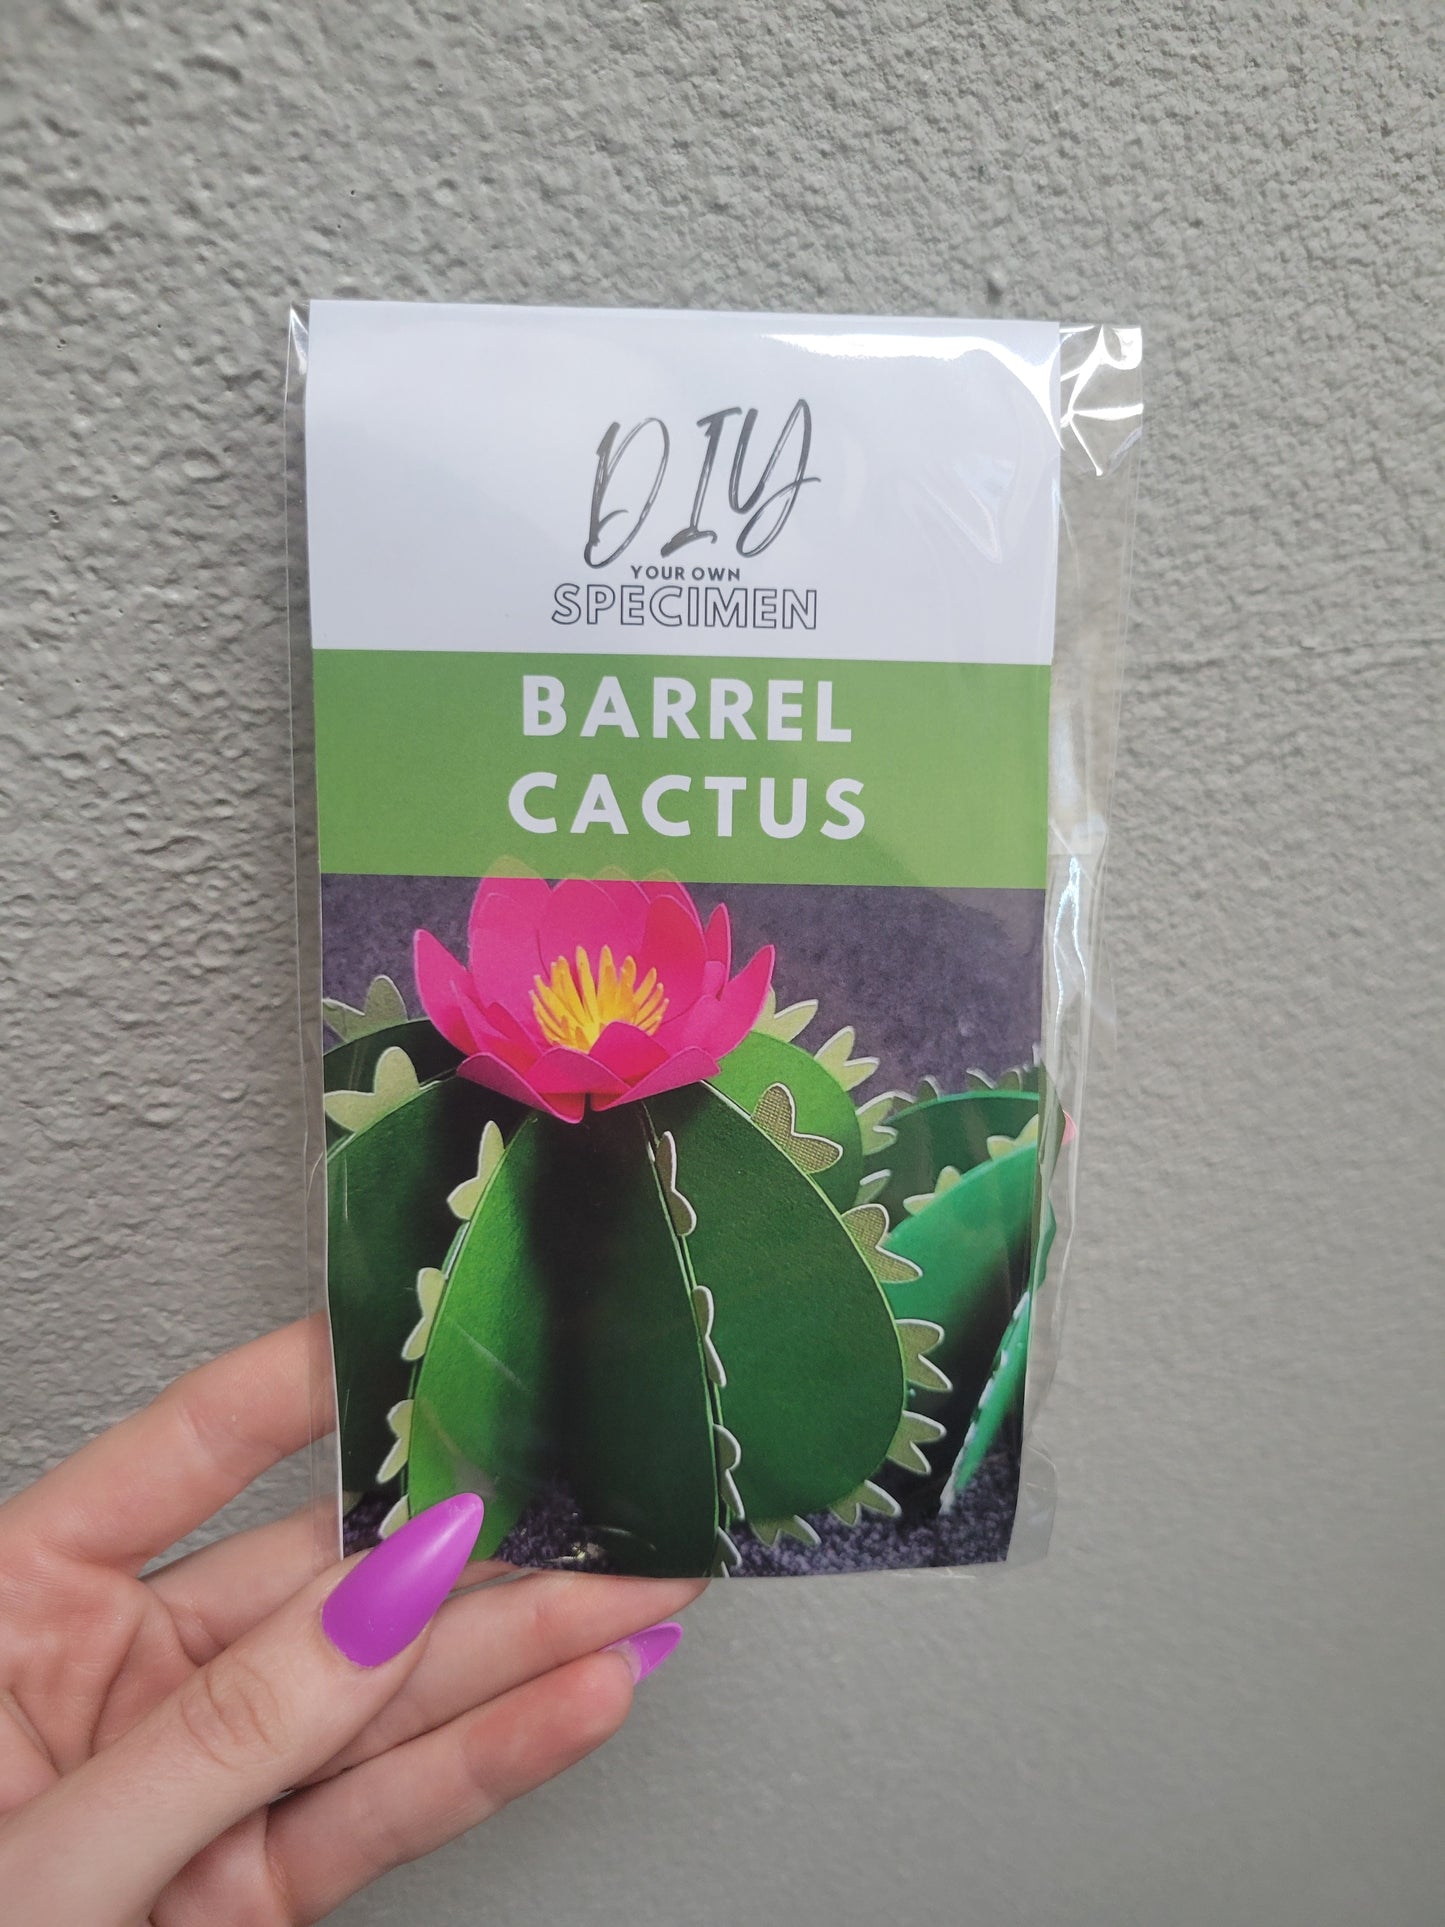 DIY
YOUR OWN
SPECIMEN
BARREL
CACTUS